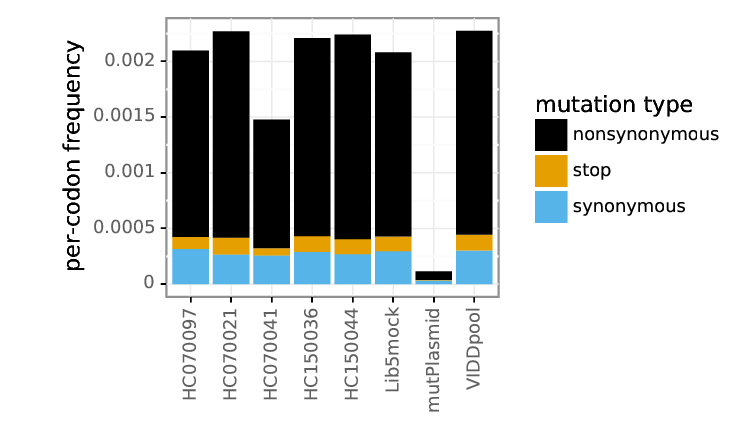 per-codon frequency
0.002
0.0015
0.001
0.0005
0
HC070097
HC070021
HC070041
HC150036
HC150044
Lib5mock
mutPlasmid
VIDDpool
mutation type
nonsynonymous
stop
synonymous